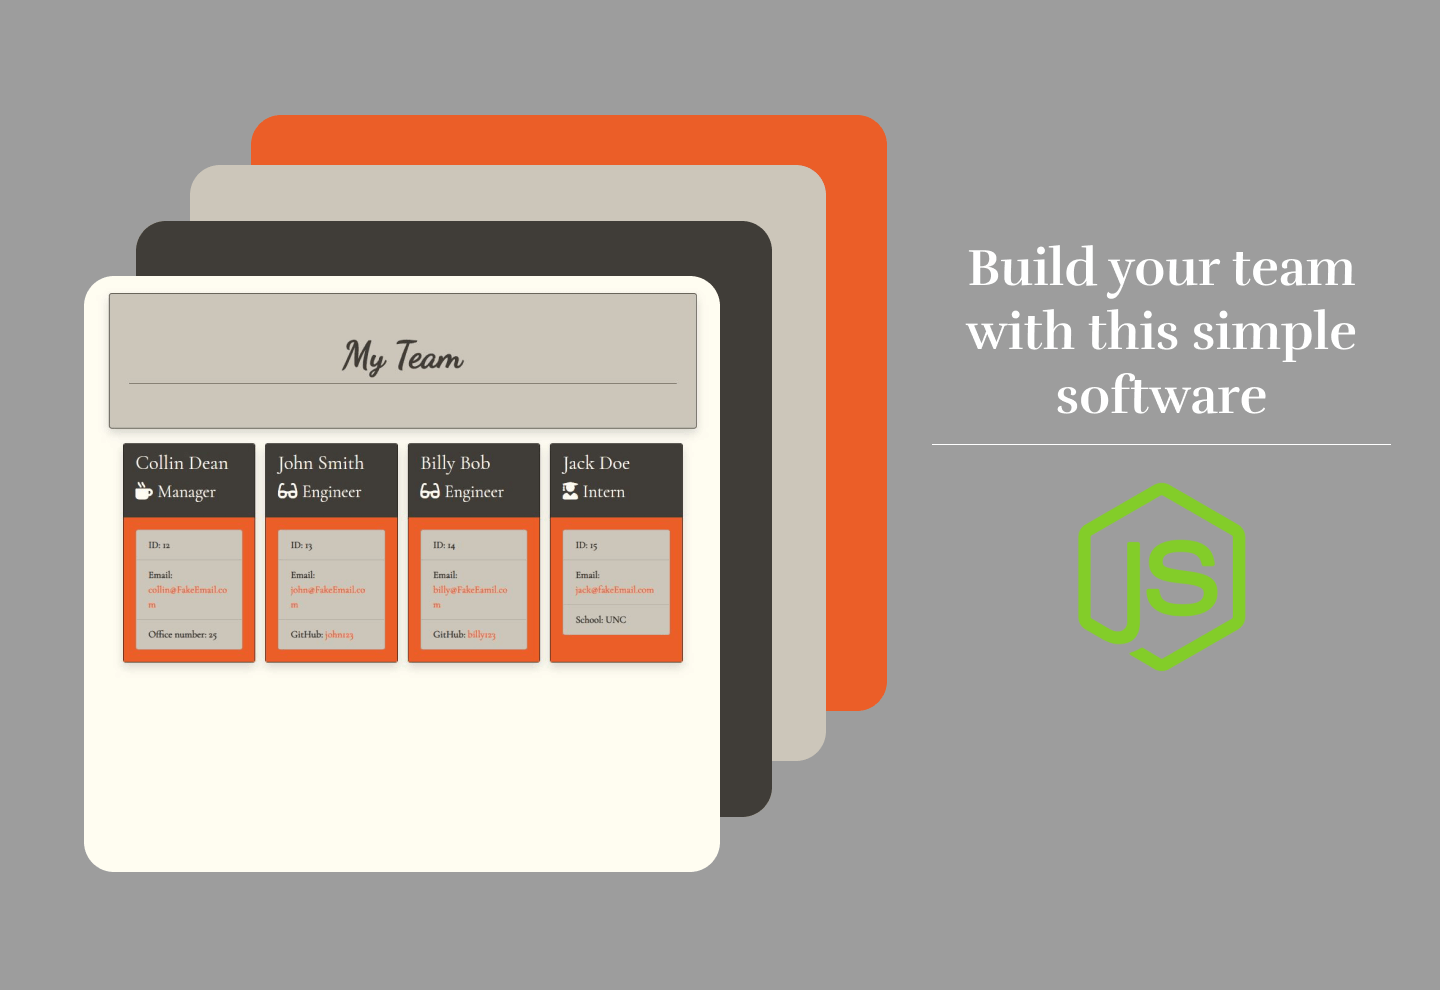 My Team
Collin Dean
Manager
ID: 12
Email:
collin@FakeEmail.co
m
Office number: 25
John Smith
Engineer
ID: 13
Email:
john@FakeEmail.co
m
GitHub: john123
Billy Bob
Engineer
ID: 14
Email:
billy@FakeEamil.co
m
GitHub: billy123
Jack Doe
Intern
ID: 15
Email:
jack@fakeEmail.com
School: UNC
Build your team
with this simple
software
JS